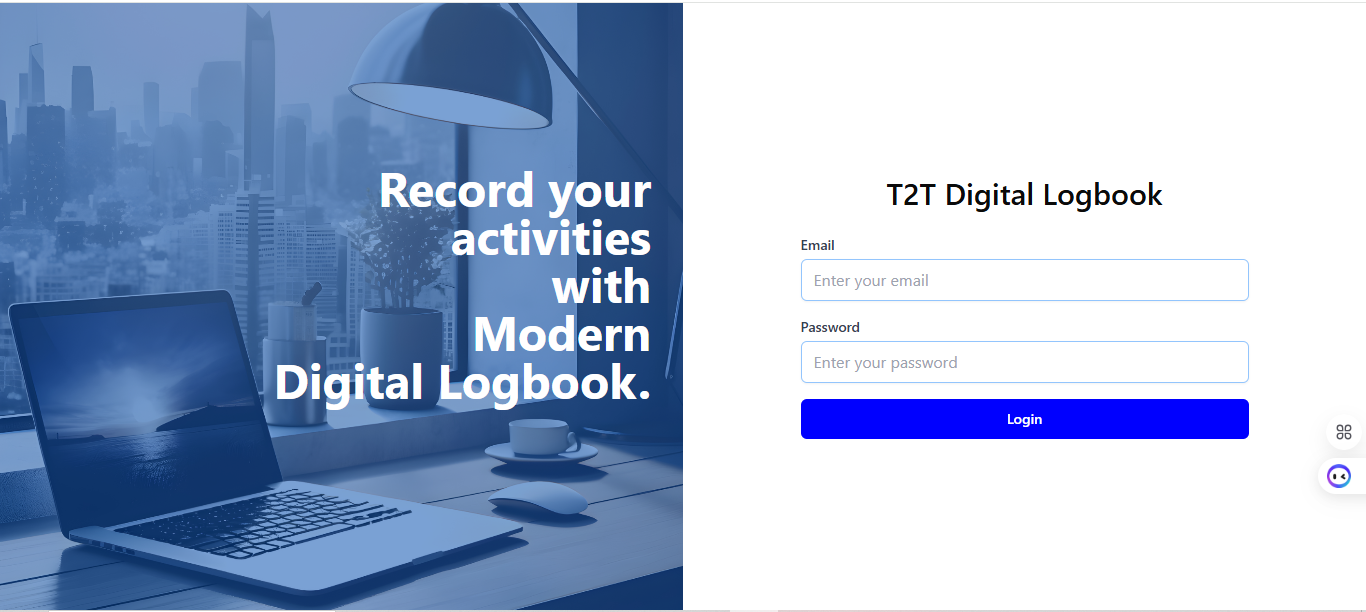 Record your
activities
with
Modern
Digital Logbook.
T2T Digital Logbook
Email
Enter your email
Password
Enter your password
Login